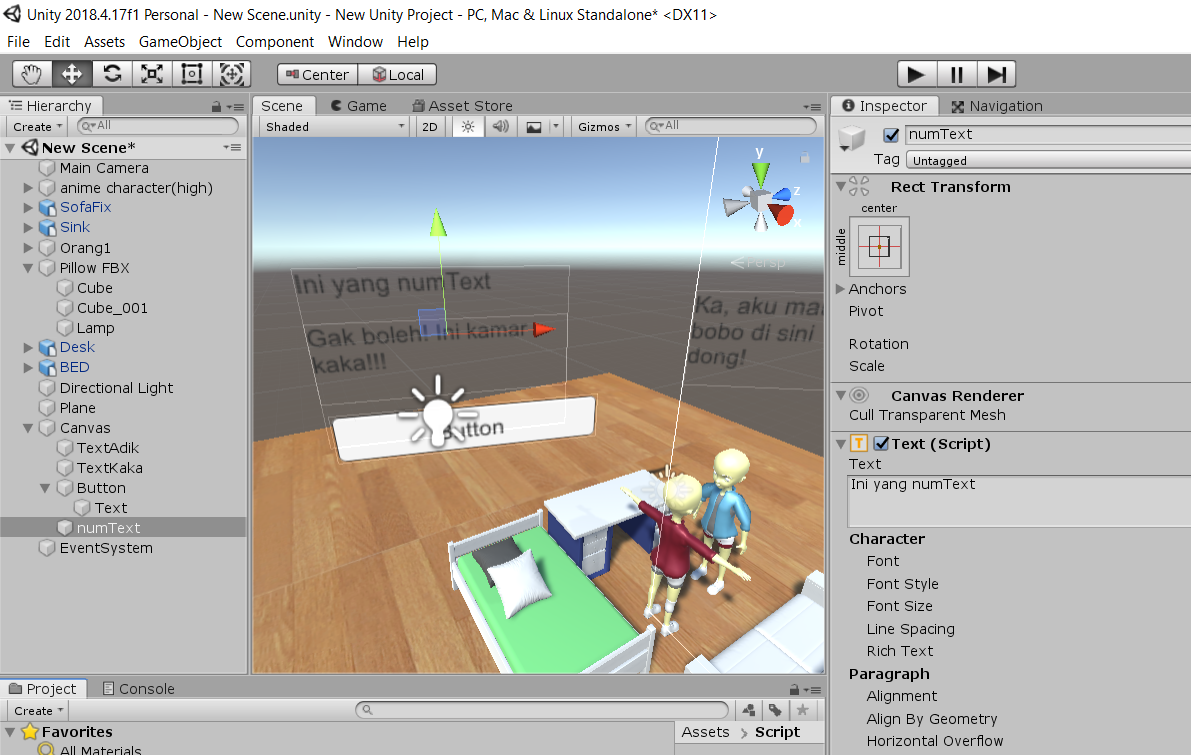 Unity 2018.4.17f1 Personal - New Scene.unity - New Unity Project - PC, Mac & Linux Standalone* <DX11>
File Edit Assets GameObject Component Window Help
Center Local
Hierarchy
Create All
New Scene*
Main Camera
anime character(high)
SofaFix
Sink
Orang1
Pillow FBX
Cube
Cube_001
Lamp
Desk
BED
Directional Light
Plane
Canvas
TextAdik
TextKaka
Button
Text
numText
EventSystem
Scene Game Asset Store
Shaded 2D Gizmos All
y
z
x
Persp
Ini yang numText
Gak boleh! Ini kamar
kaka!!!
Ka, aku mau
bobo di sini
dong!
Button
Inspector Navigation
numText
Tag Untagged
Rect Transform
center
middle
Anchors
Pivot
Rotation
Scale
Canvas Renderer
Cull Transparent Mesh
Text (Script)
Text
Ini yang numText
Character
Font
Font Style
Font Size
Line Spacing
Rich Text
Paragraph
Alignment
Align By Geometry
Horizontal Overflow
Project Console
Create
Favorites
All Materials
Assets > Script